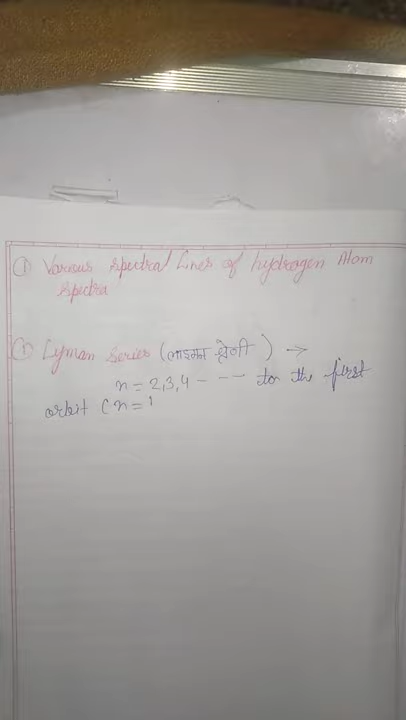 ① Various spectral Lines of hydrogen Atom
spectra
① Lyman Series (लाइमन श्रेणी) →
n = 2,3,4 - - - - to the first
orbit (n = 1